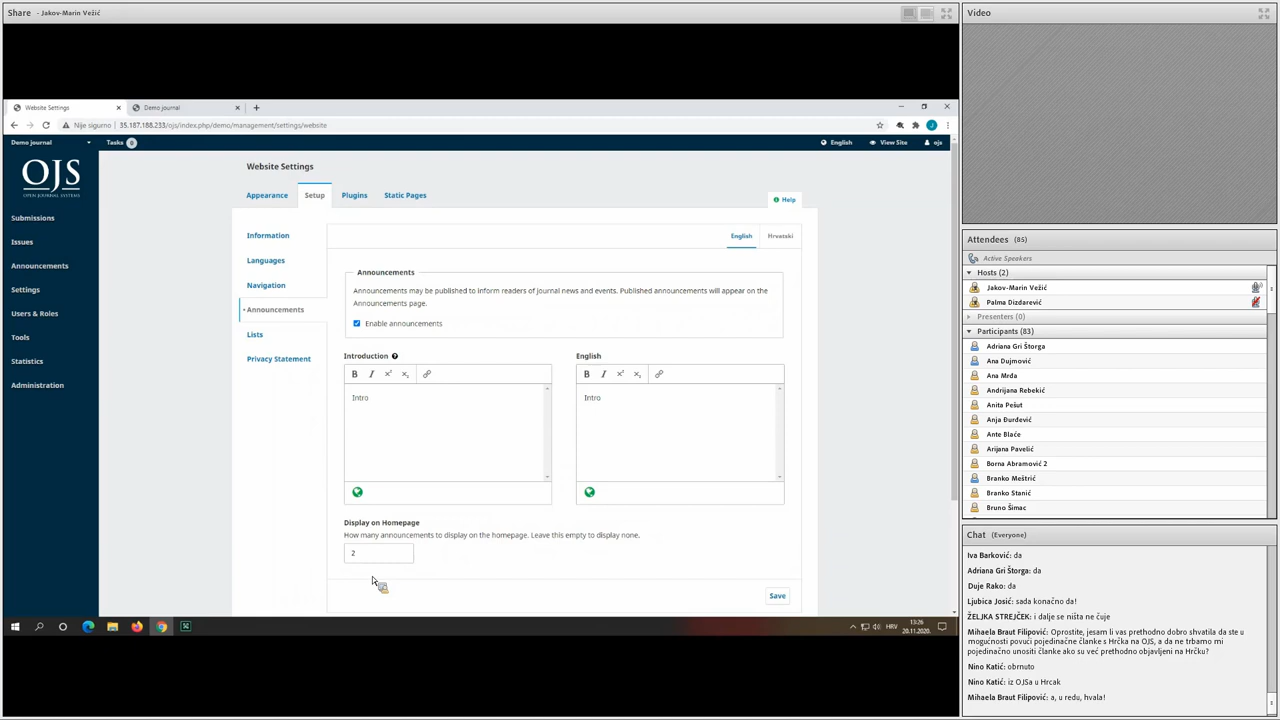 Share - Jakov-Marin Vežić
Video
Website Settings
Demo journal
Nije sigurno
35.187.188.233/ojs/index.php/demo/management/settings/website
Demo journal
Tasks 0
English
View Site
ojs
OJS
OPEN JOURNAL SYSTEMS
Submissions
Issues
Announcements
Settings
Users & Roles
Tools
Statistics
Administration
Website Settings
Appearance
Setup
Plugins
Static Pages
Help
Information
Languages
Navigation
Announcements
Lists
Privacy Statement
English
Hrvatski
Announcements
Announcements may be published to inform readers of journal news and events. Published announcements will appear on the
Announcements page.
Enable announcements
Introduction
English
B I x² x₂
B I x² x₂
Intro
Intro
Display on Homepage
How many announcements to display on the homepage. Leave this empty to display none.
2
Save
HRV
13:26
20.11.2020.
Attendees (85)
Active Speakers
Hosts (2)
Jakov-Marin Vežić
Palma Dizdarević
Presenters (0)
Participants (83)
Adriana Gri Štorga
Ana Dujmović
Ana Mrđa
Andrijana Rebekić
Anita Pešut
Anja Đurđević
Ante Blaće
Arijana Pavelić
Borna Abramović 2
Branko Meštrić
Branko Stanić
Bruno Šimac
Chat (Everyone)
Iva Barković: da
Adriana Gri Štorga: da
Duje Rako: da
Ljubica Josić: sada konačno da!
ŽELJKA STREJČEK: i dalje se ništa ne čuje
Mihaela Braut Filipović: Oprostite, jesam li vas prethodno dobro shvatila da ste u
mogućnosti povući pojedinačne članke s Hrčka na OJS, a da ne trbamo mi
pojedinačno unositi članke ako su već prethodno objavljeni na Hrčku?
Nino Katić: obrnuto
Nino Katić: iz OJSa u Hrcak
Mihaela Braut Filipović: a, u redu, hvala!